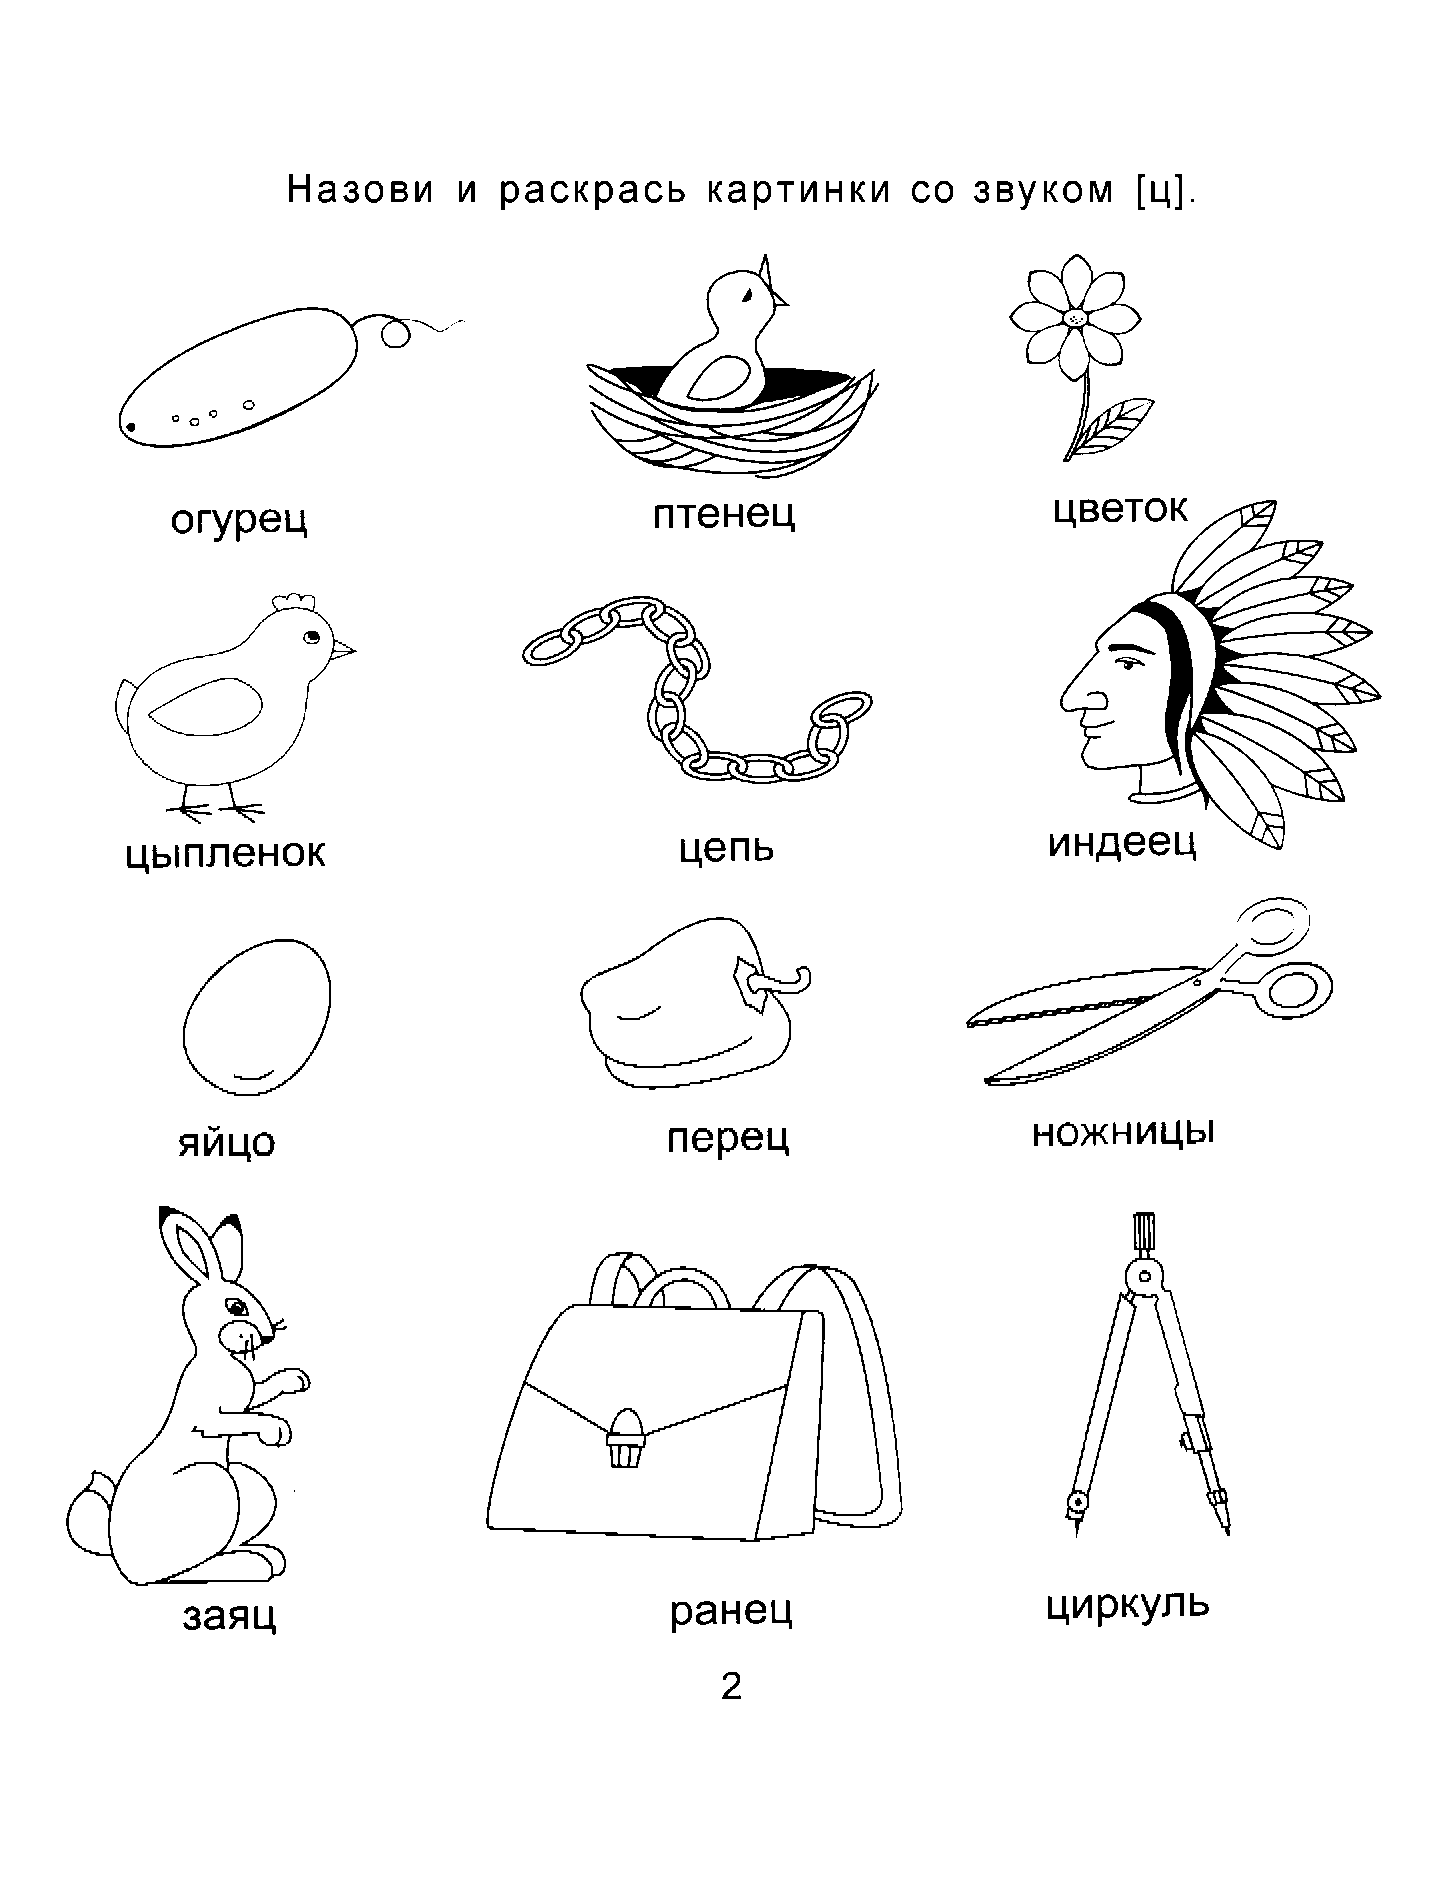 Назови и раскрась картинки со звуком [ц].
огурец
птенец
цветок
цыпленок
цепь
индеец
яйцо
перец
ножницы
заяц
ранец
циркуль
2